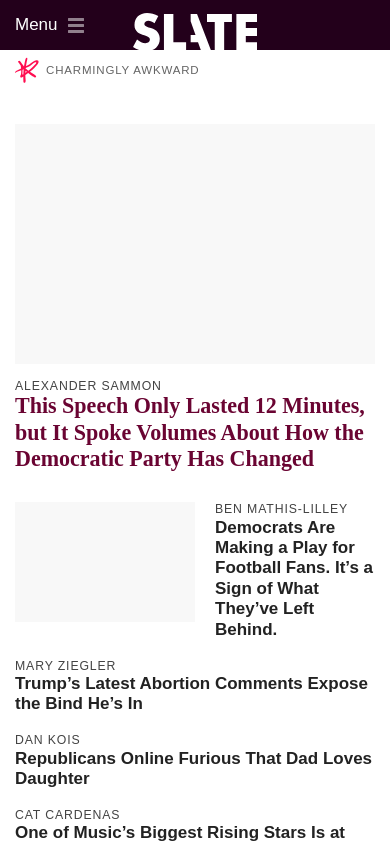 Menu
SLATE
CHARMINGLY AWKWARD
ALEXANDER SAMMON
This Speech Only Lasted 12 Minutes,
but It Spoke Volumes About How the
Democratic Party Has Changed
BEN MATHIS-LILLEY
Democrats Are
Making a Play for
Football Fans. It’s a
Sign of What
They’ve Left
Behind.
MARY ZIEGLER
Trump’s Latest Abortion Comments Expose
the Bind He’s In
DAN KOIS
Republicans Online Furious That Dad Loves
Daughter
CAT CARDENAS
One of Music’s Biggest Rising Stars Is at